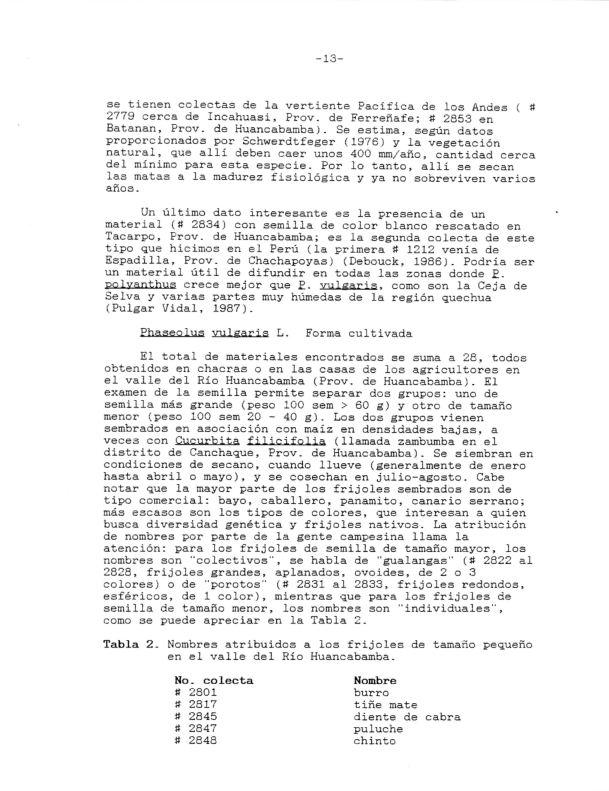 -13-
se tienen colectas de la vertiente Pacífica de los Andes ( #
2779 cerca de Incahuasi, Prov. de Ferreñafe; # 2853 en
Batanan, Prov. de Huancabamba). Se estima, según datos
proporcionados por Schwerdtfeger (1976) y la vegetación
natural, que allí deben caer unos 400 mm/año, cantidad cerca
del mínimo para esta especie. Por lo tanto, allí se secan
las matas a la madurez fisiológica y ya no sobreviven varios
años.
Un último dato interesante es la presencia de un
material (# 2834) con semilla de color blanco rescatado en
Tacarpo, Prov. de Huancabamba; es la segunda colecta de este
tipo que hicimos en el Perú (la primera # 1212 venía de
Espadilla, Prov. de Chachapoyas) (Debouck, 1986). Podría ser
un material útil de difundir en todas las zonas donde P.
polyanthus crece mejor que P. vulgaris, como son la Ceja de
Selva y varias partes muy húmedas de la región quechua
(Pulgar Vidal, 1987).
Phaseolus vulgaris L. Forma cultivada
El total de materiales encontrados se suma a 28, todos
obtenidos en chacras o en las casas de los agricultores en
el valle del Río Huancabamba (Prov. de Huancabamba). El
examen de la semilla permite separar dos grupos: uno de
semilla más grande (peso 100 sem > 60 g) y otro de tamaño
menor (peso 100 sem 20 - 40 g). Los dos grupos vienen
sembrados en asociación con maíz en densidades bajas, a
veces con Cucurbita filicifolia (llamada zambumba en el
distrito de Canchaque, Prov. de Huancabamba). Se siembran en
condiciones de secano, cuando llueve (generalmente de enero
hasta abril o mayo), y se cosechan en julio-agosto. Cabe
notar que la mayor parte de los frijoles sembrados son de
tipo comercial: bayo, caballero, panamito, canario serrano;
más escasos son los tipos de colores, que interesan a quien
busca diversidad genética y frijoles nativos. La atribución
de nombres por parte de la gente campesina llama la
atención: para los frijoles de semilla de tamaño mayor, los
nombres son "colectivos", se habla de "gualangas" (# 2822 al
2828, frijoles grandes, aplanados, ovoides, de 2 o 3
colores) o de "porotos" (# 2831 al 2833, frijoles redondos,
esféricos, de 1 color), mientras que para los frijoles de
semilla de tamaño menor, los nombres son "individuales",
como se puede apreciar en la Tabla 2.
Tabla 2. Nombres atribuidos a los frijoles de tamaño pequeño
en el valle del Río Huancabamba.
No. colecta Nombre
# 2801 burro
# 2817 tiñe mate
# 2845 diente de cabra
# 2847 puluche
# 2848 chinto